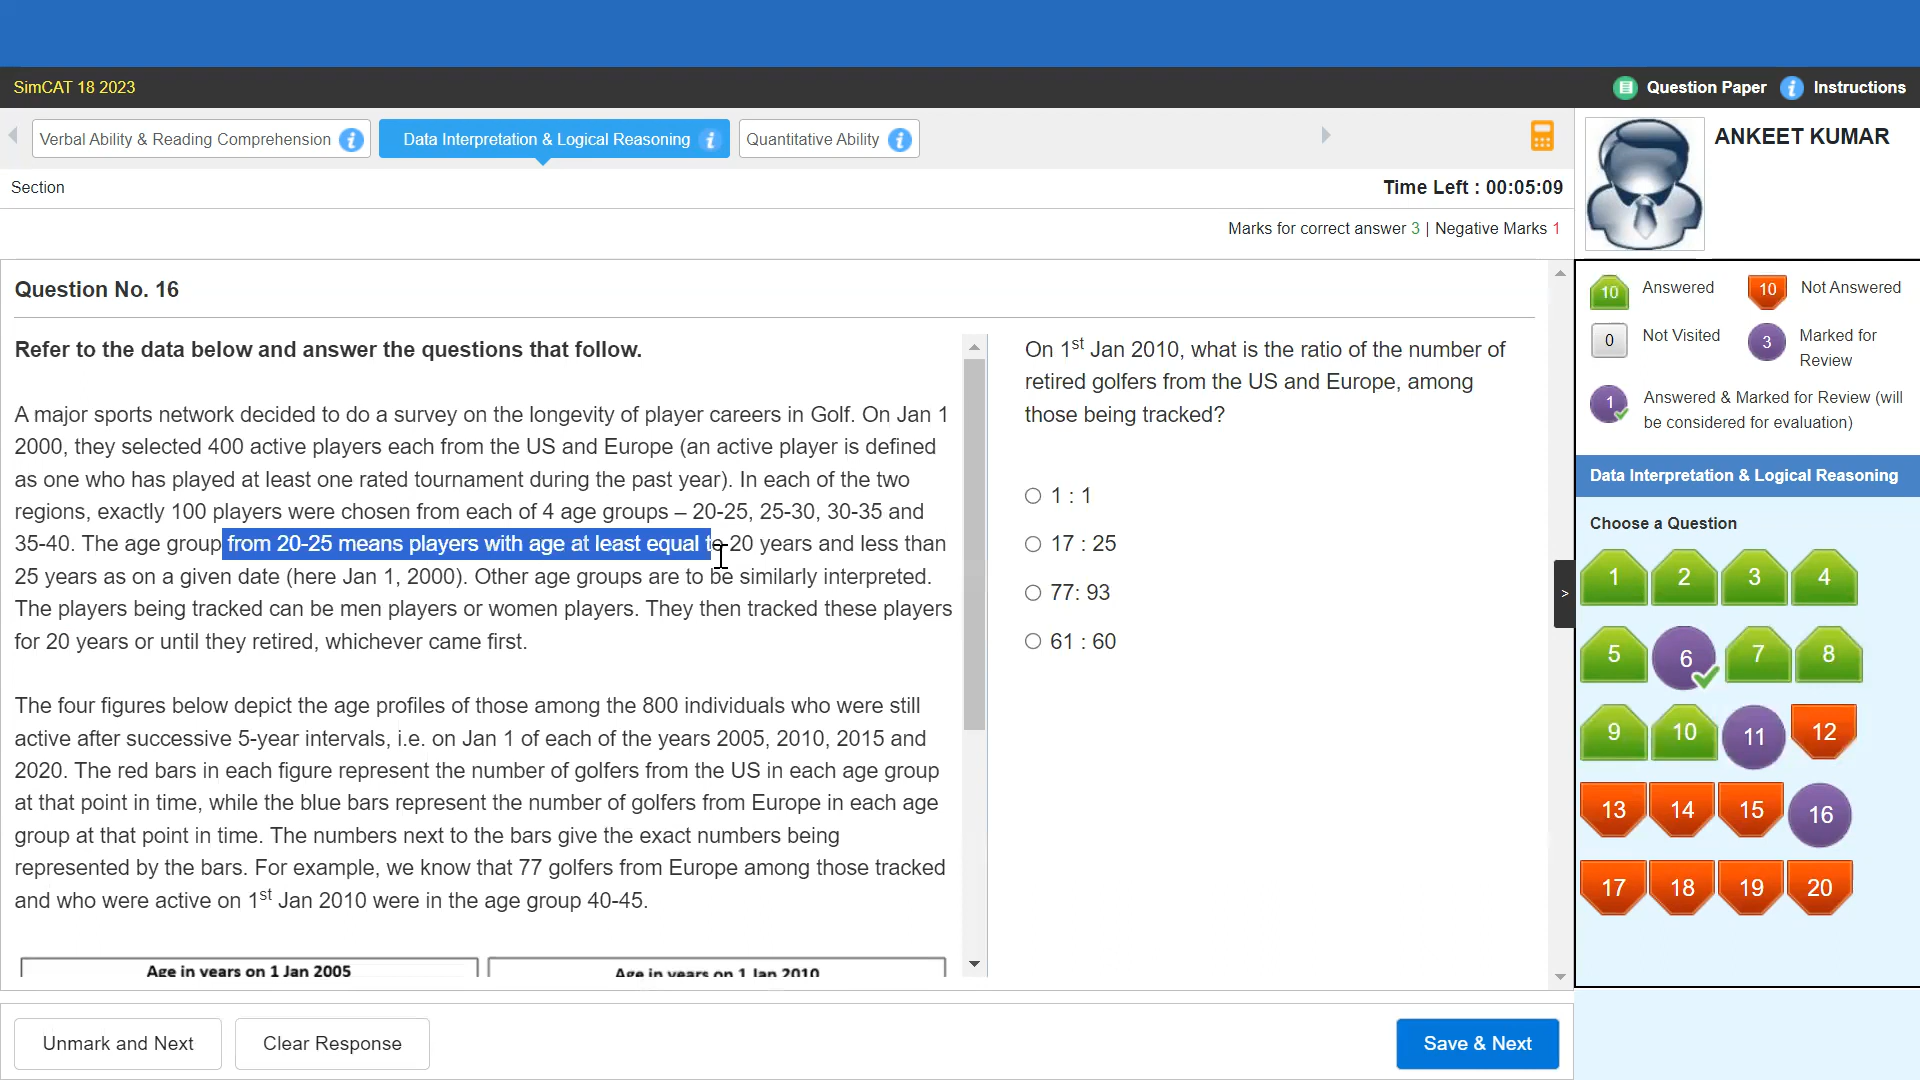 SimCAT 18 2023
Question Paper
Instructions
Verbal Ability & Reading Comprehension
Data Interpretation & Logical Reasoning
Quantitative Ability
ANKEET KUMAR
Section
Time Left : 00:05:09
Marks for correct answer 3 | Negative Marks 1
Question No. 16
Refer to the data below and answer the questions that follow.
A major sports network decided to do a survey on the longevity of player careers in Golf. On Jan 1
2000, they selected 400 active players each from the US and Europe (an active player is defined
as one who has played at least one rated tournament during the past year). In each of the two
regions, exactly 100 players were chosen from each of 4 age groups – 20-25, 25-30, 30-35 and
35-40. The age group from 20-25 means players with age at least equal to 20 years and less than
25 years as on a given date (here Jan 1, 2000). Other age groups are to be similarly interpreted.
The players being tracked can be men players or women players. They then tracked these players
for 20 years or until they retired, whichever came first.
The four figures below depict the age profiles of those among the 800 individuals who were still
active after successive 5-year intervals, i.e. on Jan 1 of each of the years 2005, 2010, 2015 and
2020. The red bars in each figure represent the number of golfers from the US in each age group
at that point in time, while the blue bars represent the number of golfers from Europe in each age
group at that point in time. The numbers next to the bars give the exact numbers being
represented by the bars. For example, we know that 77 golfers from Europe among those tracked
and who were active on 1st Jan 2010 were in the age group 40-45.
Age in years on 1 Jan 2005
Age in years on 1 Jan 2010
On 1st Jan 2010, what is the ratio of the number of
retired golfers from the US and Europe, among
those being tracked?
1 : 1
17 : 25
77: 93
61 : 60
>
10 Answered
10 Not Answered
0 Not Visited
3 Marked for
Review
1 Answered & Marked for Review (will
be considered for evaluation)
Data Interpretation & Logical Reasoning
Choose a Question
1 2 3 4
5 6 7 8
9 10 11 12
13 14 15 16
17 18 19 20
Unmark and Next
Clear Response
Save & Next